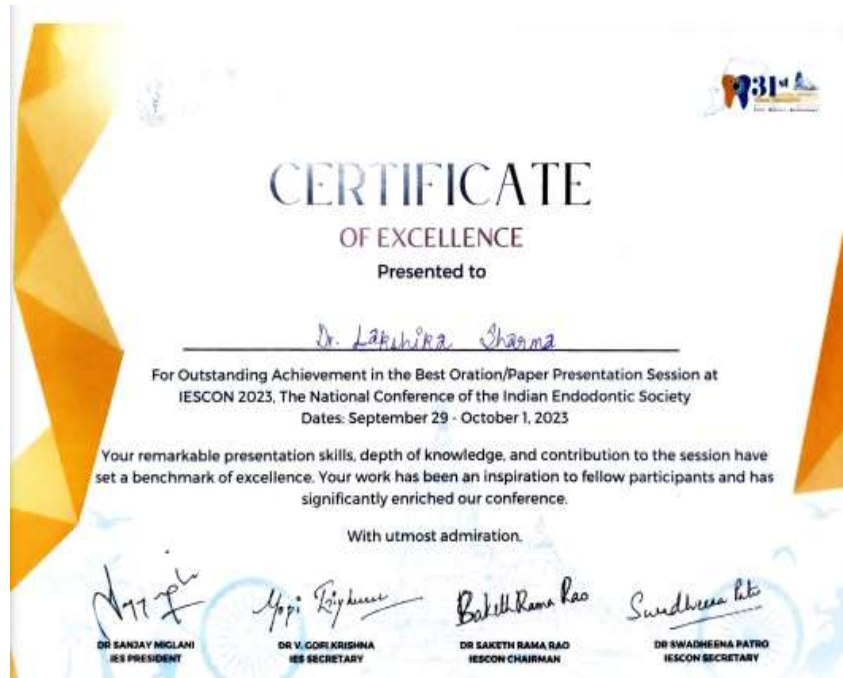 31st
CERTIFICATE
OF EXCELLENCE
Presented to
Dr. Lakshika Sharma
For Outstanding Achievement in the Best Oration/Paper Presentation Session at
IESCON 2023, The National Conference of the Indian Endodontic Society
Dates: September 29 - October 1, 2023
Your remarkable presentation skills, depth of knowledge, and contribution to the session have
set a benchmark of excellence. Your work has been an inspiration to fellow participants and has
significantly enriched our conference.
With utmost admiration,
Saketh Rama Rao
DR SANJAY MIGLANI DR V. GOPI KRISHNA DR SAKETH RAMA RAO DR SWADHEENA PATRO
IES PRESIDENT IES SECRETARY IESCON CHAIRMAN IESCON SECRETARY